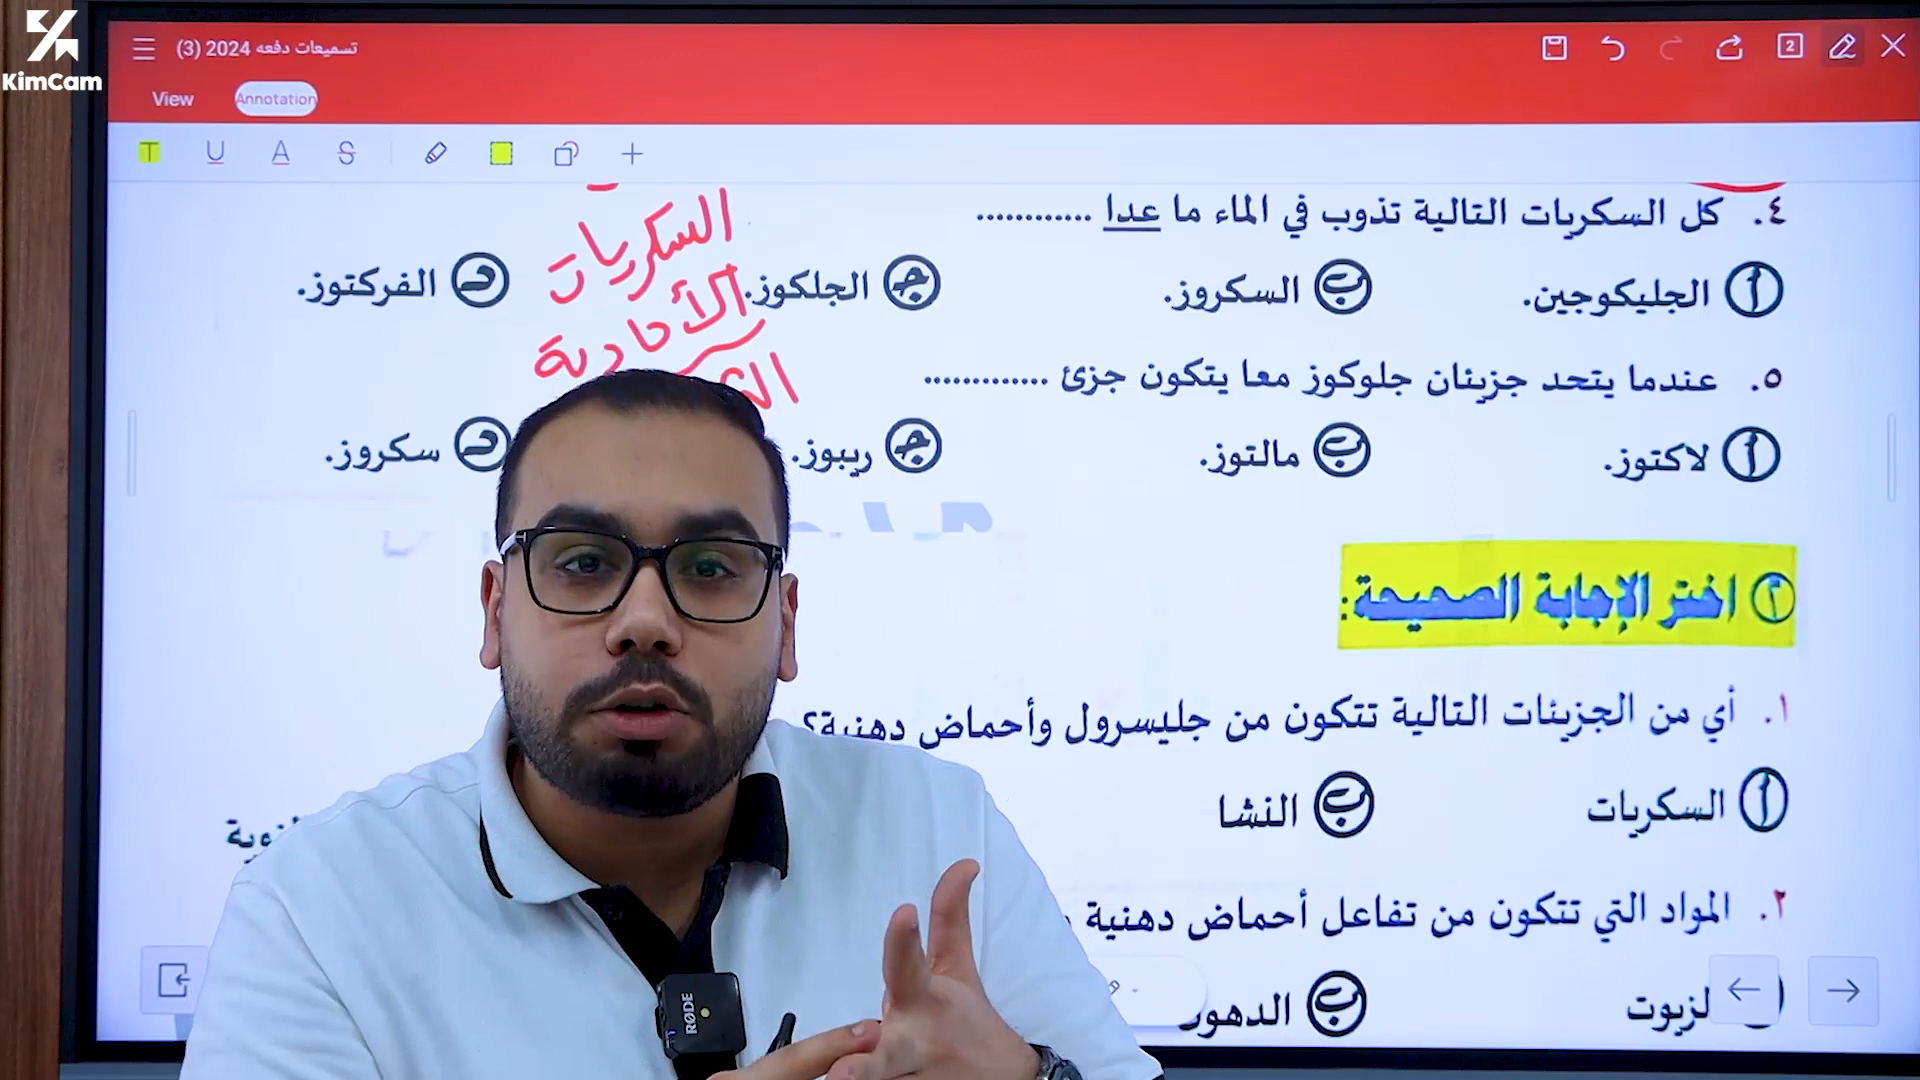 KimCam
تسميعات دفعه 2024 (3)
2
View
Annotation
T U A S
٤. كل السكريات التالية تذوب في الماء ما عدا ............
أ الجليكوجين. ب السكروز. ج الجلكوز. د الفركتوز.
السكريات
الأحادية
٥. عندما يتحد جزيئان جلوكوز معا يتكون جزئ .............
أ لاكتوز. ب مالتوز. ج ريبوز. د سكروز.
٢ اختر الإجابة الصحيحة:
١. أي من الجزيئات التالية تتكون من جليسرول وأحماض دهنية؟
أ السكريات ب النشا
٢. المواد التي تتكون من تفاعل أحماض دهنية
ب
RØDE